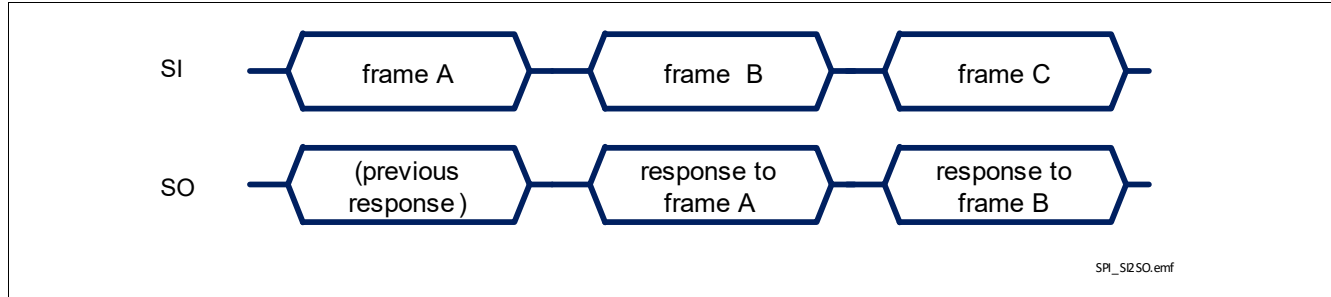 SI
frame A
frame B
frame C
SO
(previous
response)
response to
frame A
response to
frame B
SPI_SI2SO.emf